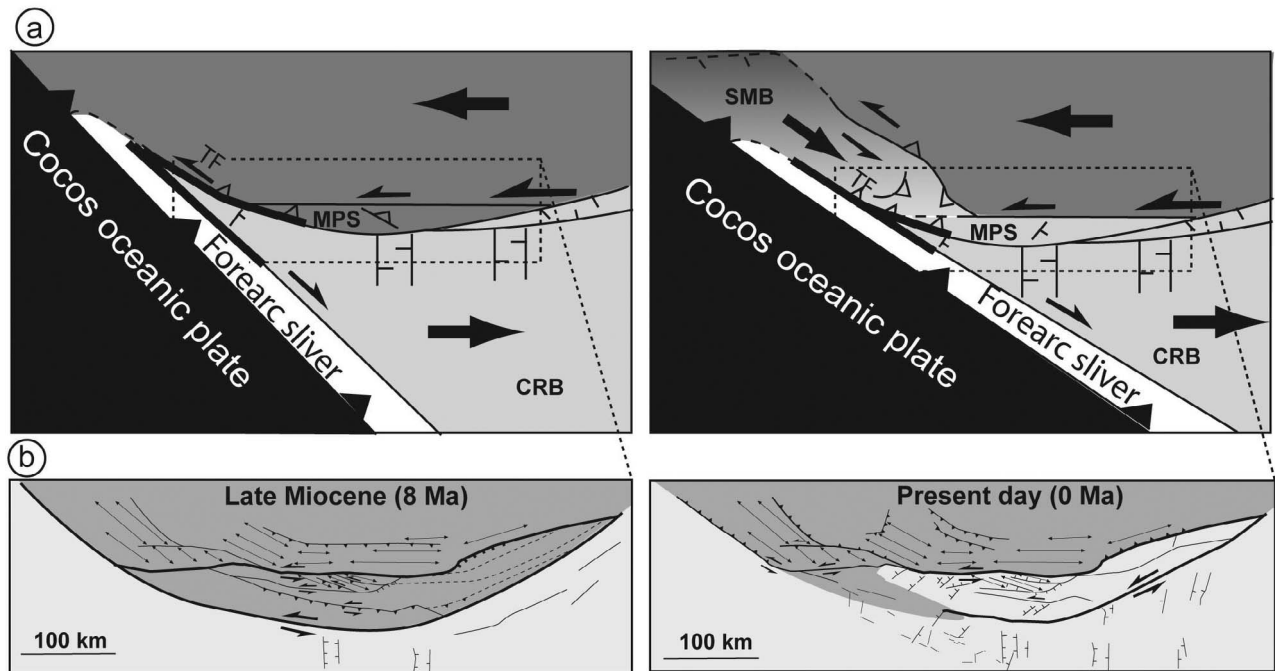 a
TF
MPS
Cocos oceanic plate
Forearc sliver
CRB
SMB
TF
MPS
Cocos oceanic plate
Forearc sliver
CRB
b
Late Miocene (8 Ma)
100 km
Present day (0 Ma)
100 km